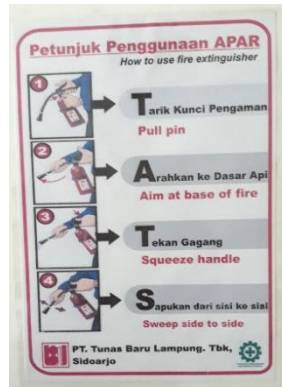 Petunjuk Penggunaan APAR
How to use fire extinguisher
1
Tarik Kunci Pengaman
Pull pin
2
Arahkan ke Dasar Api
Aim at base of fire
3
Tekan Gagang
Squeeze handle
4
Sapukan dari sisi ke sisi
Sweep side to side
PT. Tunas Baru Lampung. Tbk,
Sidoarjo